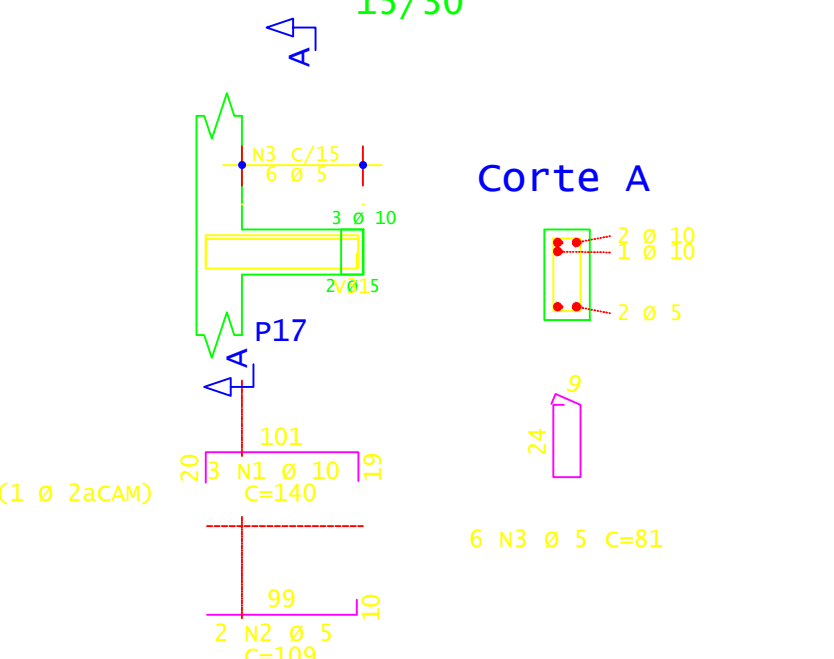 15/30
A
N3 C/15
6 Ø 5
Corte A
3 Ø 10
2 Ø 10
1 Ø 10
2 Ø 5
2 Ø 5
P17
A
9
24
101
20
19
3 N1 Ø 10
(1 Ø 2aCAM)
C=140
6 N3 Ø 5 C=81
99
10
2 N2 Ø 5
C=109